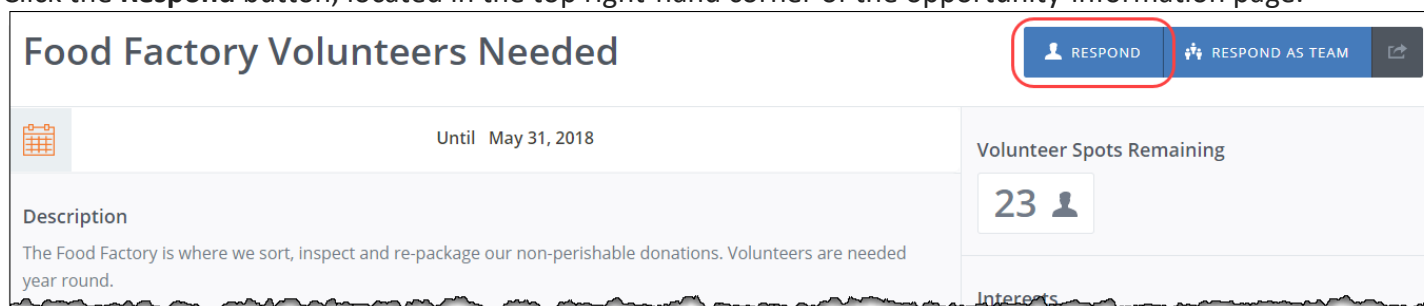 Click the Respond button, located in the top right-hand corner of the opportunity information page.
Food Factory Volunteers Needed
RESPOND
RESPOND AS TEAM
Until May 31, 2018
Volunteer Spots Remaining
23
Description
The Food Factory is where we sort, inspect and re-package our non-perishable donations. Volunteers are needed
year round.
Interests